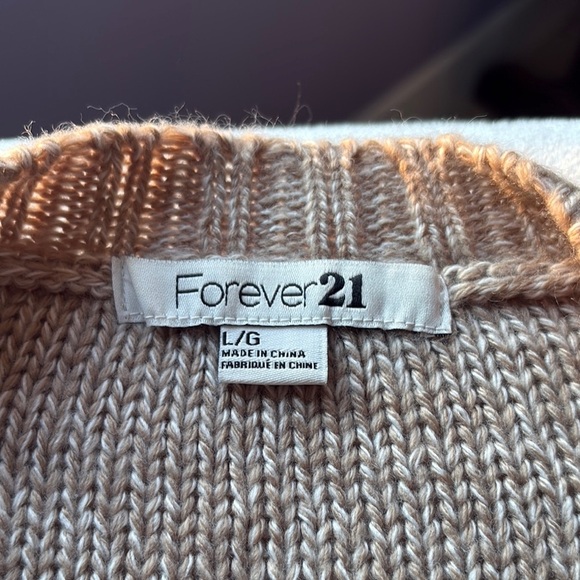 Forever21
L/G
MADE IN CHINA
FABRIQUÉ EN CHINE